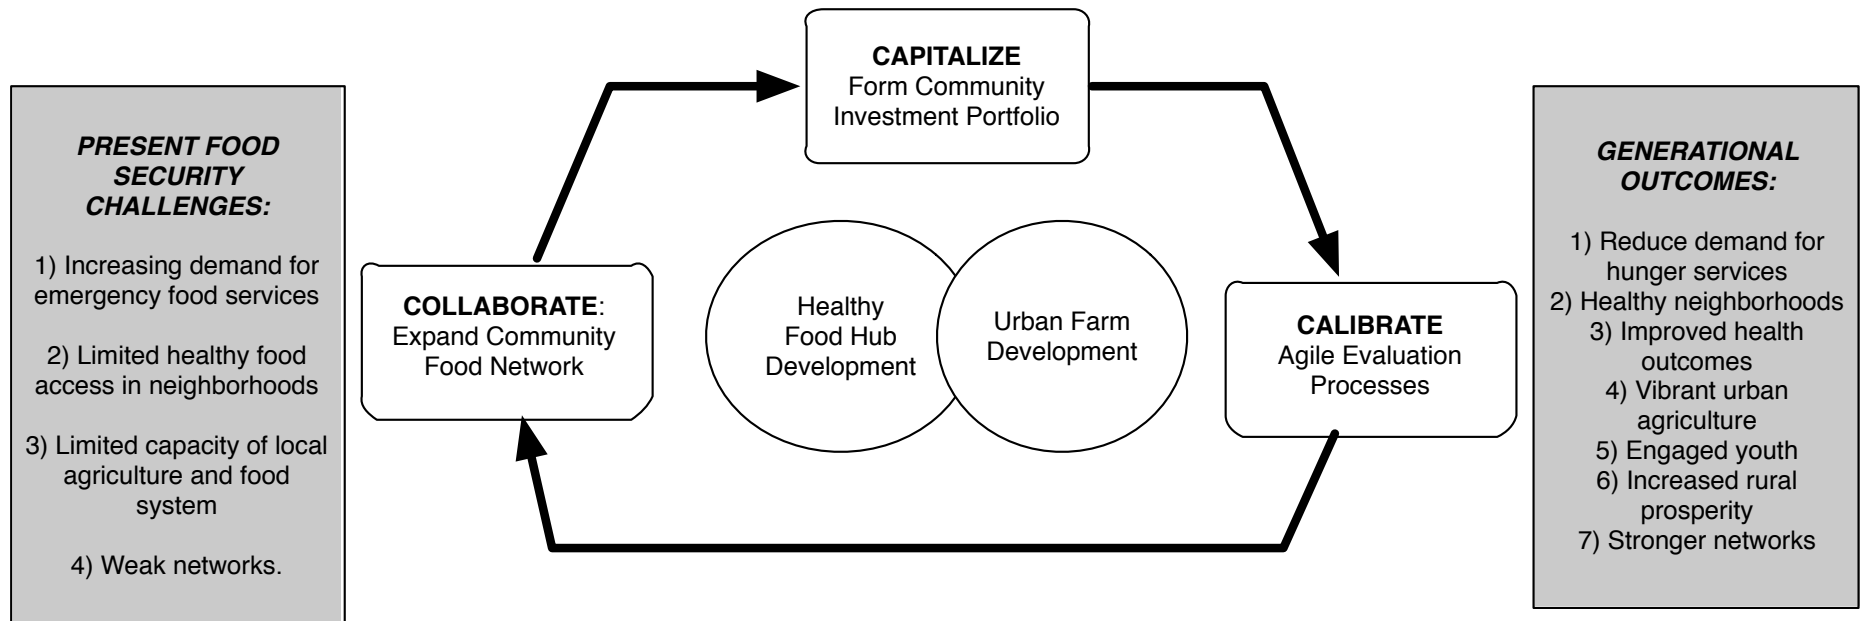 PRESENT FOOD
SECURITY
CHALLENGES:
1) Increasing demand for
emergency food services
2) Limited healthy food
access in neighborhoods
3) Limited capacity of local
agriculture and food
system
4) Weak networks.
COLLABORATE:
Expand Community
Food Network
CAPITALIZE
Form Community
Investment Portfolio
Healthy
Food Hub
Development
Urban Farm
Development
CALIBRATE
Agile Evaluation
Processes
GENERATIONAL
OUTCOMES:
1) Reduce demand for
hunger services
2) Healthy neighborhoods
3) Improved health
outcomes
4) Vibrant urban
agriculture
5) Engaged youth
6) Increased rural
prosperity
7) Stronger networks